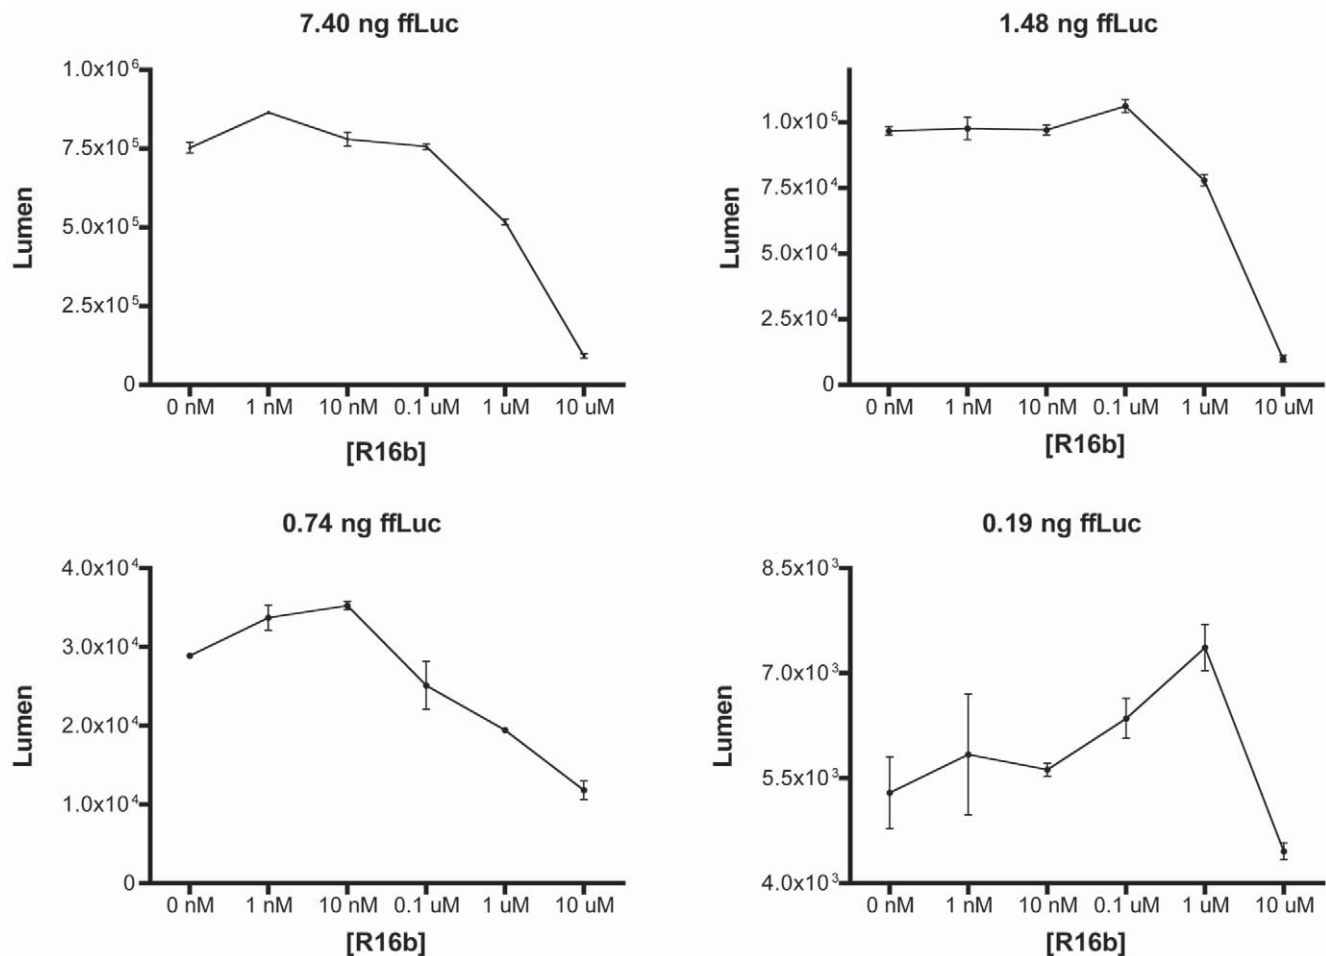 7.40 ng ffLuc
Lumen
1.0x10⁶
7.5x10⁵
5.0x10⁵
2.5x10⁵
0
0 nM 1 nM 10 nM 0.1 uM 1 uM 10 uM
[R16b]
1.48 ng ffLuc
Lumen
1.0x10⁵
7.5x10⁴
5.0x10⁴
2.5x10⁴
0
0 nM 1 nM 10 nM 0.1 uM 1 uM 10 uM
[R16b]
0.74 ng ffLuc
Lumen
4.0x10⁴
3.0x10⁴
2.0x10⁴
1.0x10⁴
0
0 nM 1 nM 10 nM 0.1 uM 1 uM 10 uM
[R16b]
0.19 ng ffLuc
Lumen
8.5x10³
7.0x10³
5.5x10³
4.0x10³
0 nM 1 nM 10 nM 0.1 uM 1 uM 10 uM
[R16b]